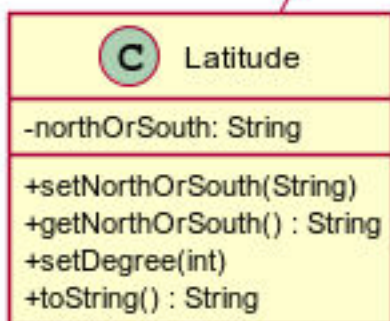 C Latitude
-northOrSouth: String
+setNorthOrSouth(String)
+getNorthOrSouth() : String
+setDegree(int)
+toString() : String